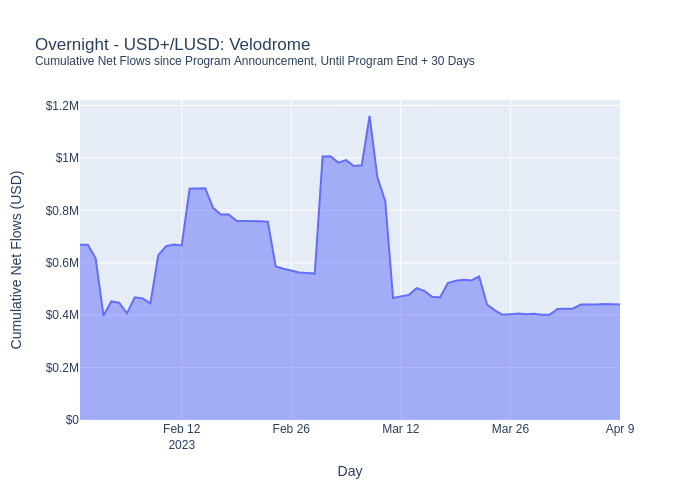 Overnight - USD+/LUSD: Velodrome
Cumulative Net Flows since Program Announcement, Until Program End + 30 Days
Cumulative Net Flows (USD)
$1.2M
$1M
$0.8M
$0.6M
$0.4M
$0.2M
$0
Feb 12 Feb 26 Mar 12 Mar 26 Apr 9
2023
Day